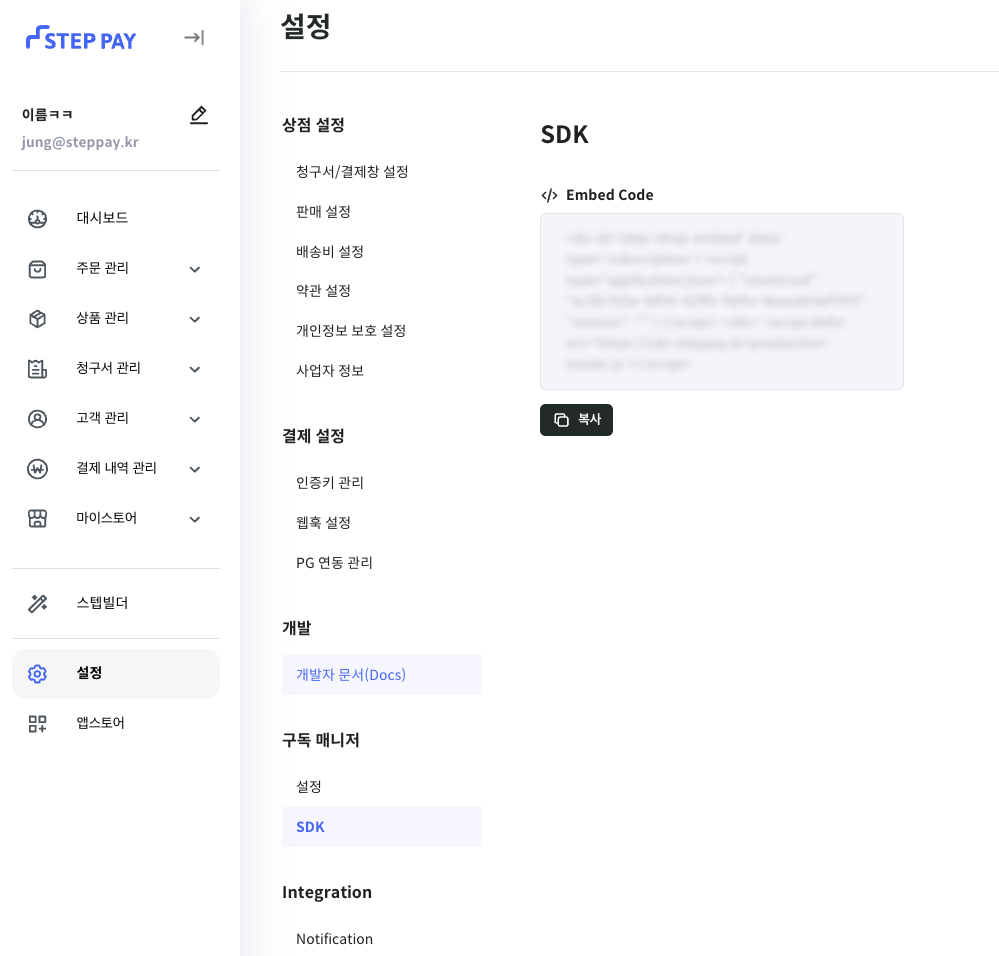 STEP PAY
이름ㅋㅋ
jung@steppay.kr
대시보드
주문 관리
상품 관리
청구서 관리
고객 관리
결제 내역 관리
마이스토어
스텝빌더
설정
앱스토어
설정
상점 설정
청구서/결제창 설정
판매 설정
배송비 설정
약관 설정
개인정보 보호 설정
사업자 정보
결제 설정
인증키 관리
웹훅 설정
PG 연동 관리
개발
개발자 문서(Docs)
구독 매니저
설정
SDK
Integration
Notification
SDK
Embed Code
복사